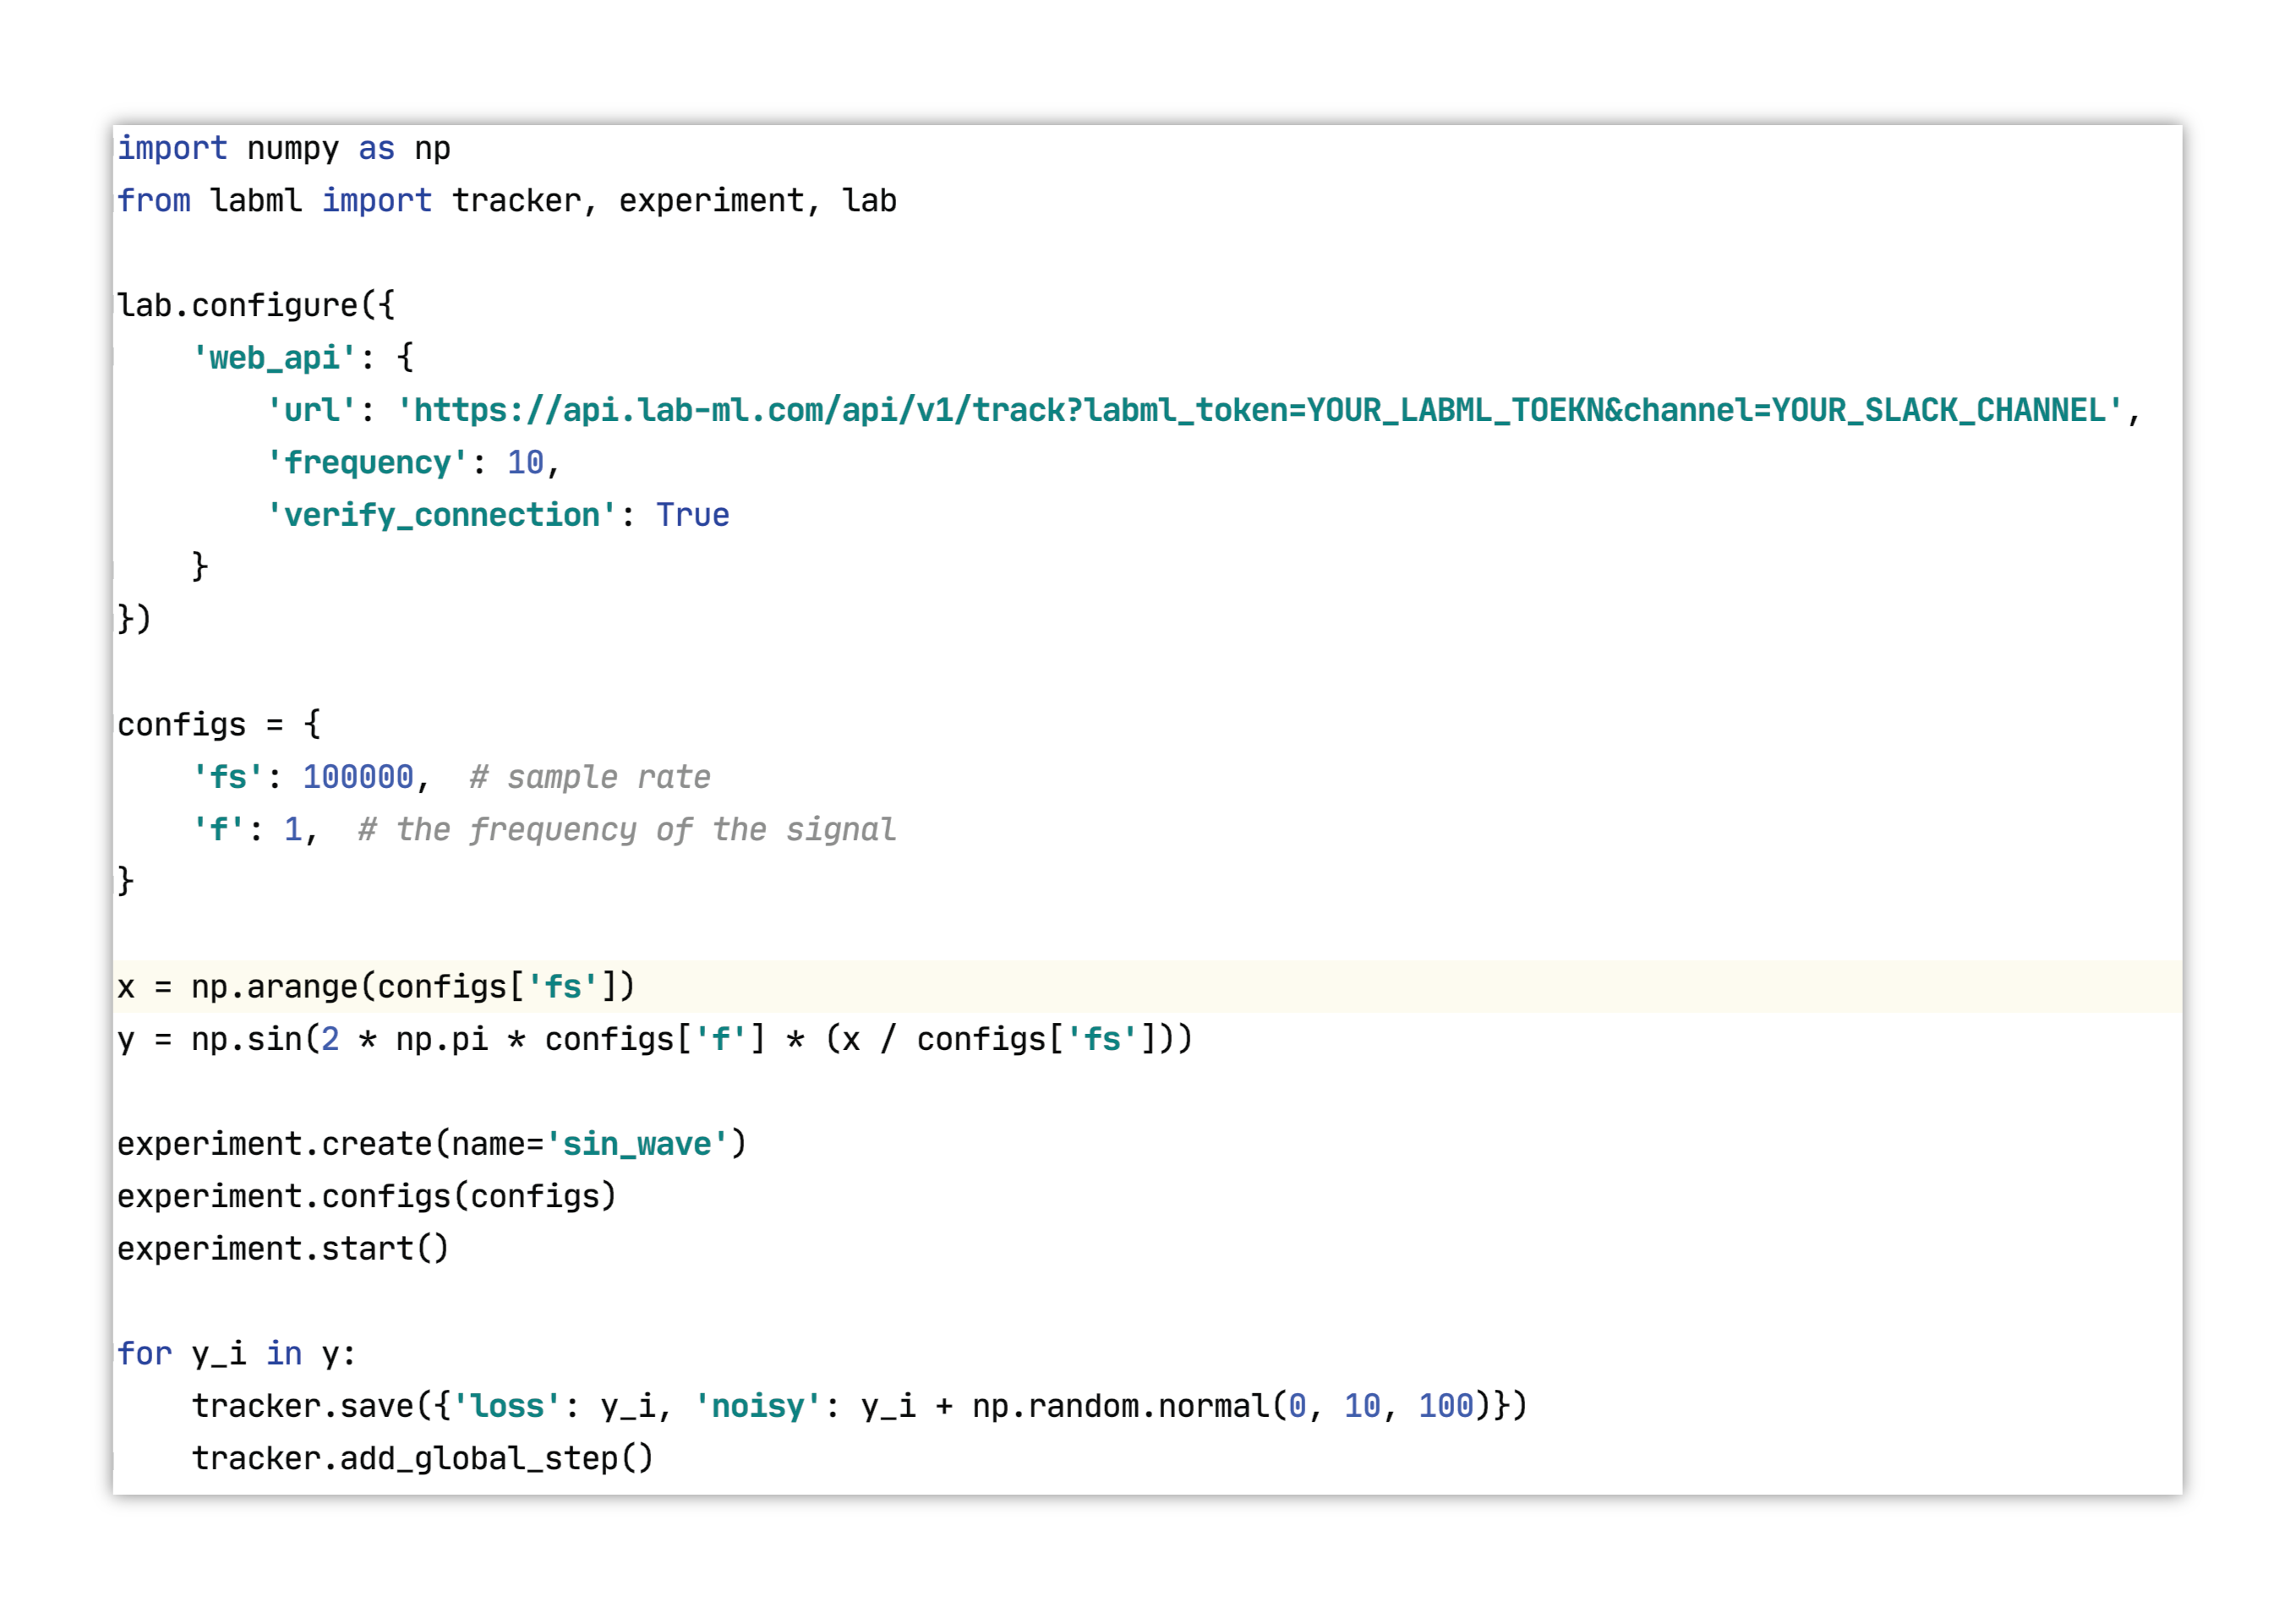 import numpy as np
from labml import tracker, experiment, lab
lab.configure({
    'web_api': {
        'url': 'https://api.lab-ml.com/api/v1/track?labml_token=YOUR_LABML_TOEKN&channel=YOUR_SLACK_CHANNEL',
        'frequency': 10,
        'verify_connection': True
    }
})
configs = {
    'fs': 100000,  # sample rate
    'f': 1,  # the frequency of the signal
}
x = np.arange(configs['fs'])
y = np.sin(2 * np.pi * configs['f'] * (x / configs['fs']))
experiment.create(name='sin_wave')
experiment.configs(configs)
experiment.start()
for y_i in y:
    tracker.save({'loss': y_i, 'noisy': y_i + np.random.normal(0, 10, 100)})
    tracker.add_global_step()